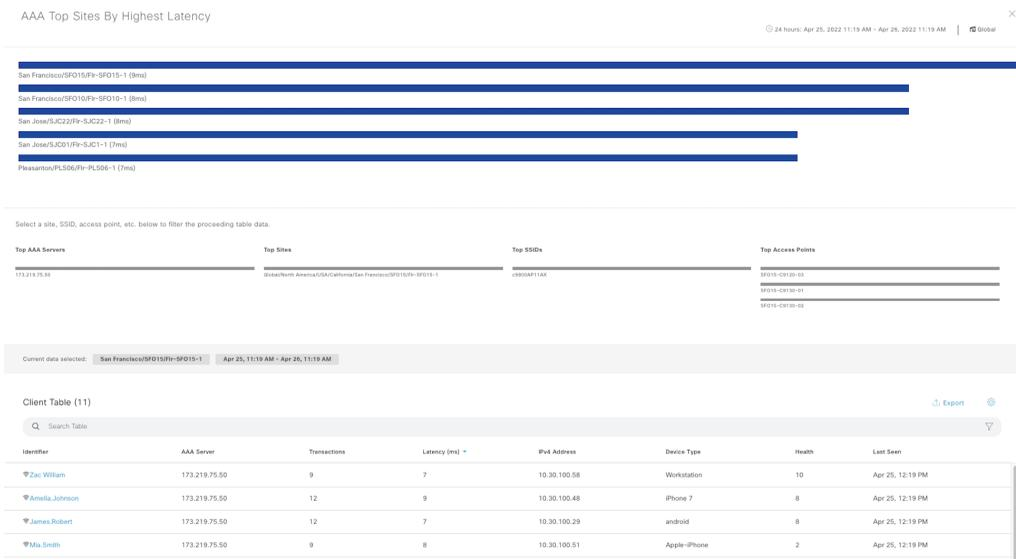 AAA Top Sites By Highest Latency
24 hours: Apr 25, 2022 11:19 AM - Apr 26, 2022 11:19 AM | Global
San Francisco/SFO15/Flr-SFO15-1 (9ms)
San Francisco/SFO10/Flr-SFO10-1 (8ms)
San Jose/SJC22/Flr-SJC22-1 (8ms)
San Jose/SJC01/Flr-SJC1-1 (7ms)
Pleasanton/PLS06/Flr-PLS06-1 (7ms)
Select a site, SSID, access point, etc. below to filter the proceeding table data.
Top AAA Servers Top Sites Top SSIDs Top Access Points
173.219.75.50 Global/North America/USA/California/San Francisco/SFO15/Flr-SFO15-1 c9800AP11AX SFO15-C9120-03
SFO15-C9130-01
SFO15-C9130-02
Current data selected: San Francisco/SFO15/Flr-SFO15-1 Apr 25, 11:19 AM - Apr 26, 11:19 AM
Client Table (11) Export
Search Table
Identifier AAA Server Transactions Latency (ms) IPv4 Address Device Type Health Last Seen
Zac William 173.219.75.50 9 7 10.30.100.58 Workstation 10 Apr 25, 12:19 PM
Amelia.Johnson 173.219.75.50 12 9 10.30.100.48 iPhone 7 8 Apr 25, 12:19 PM
James.Robert 173.219.75.50 12 7 10.30.100.29 android 8 Apr 25, 12:19 PM
Mia.Smith 173.219.75.50 9 8 10.30.100.51 Apple-iPhone 2 Apr 25, 12:19 PM